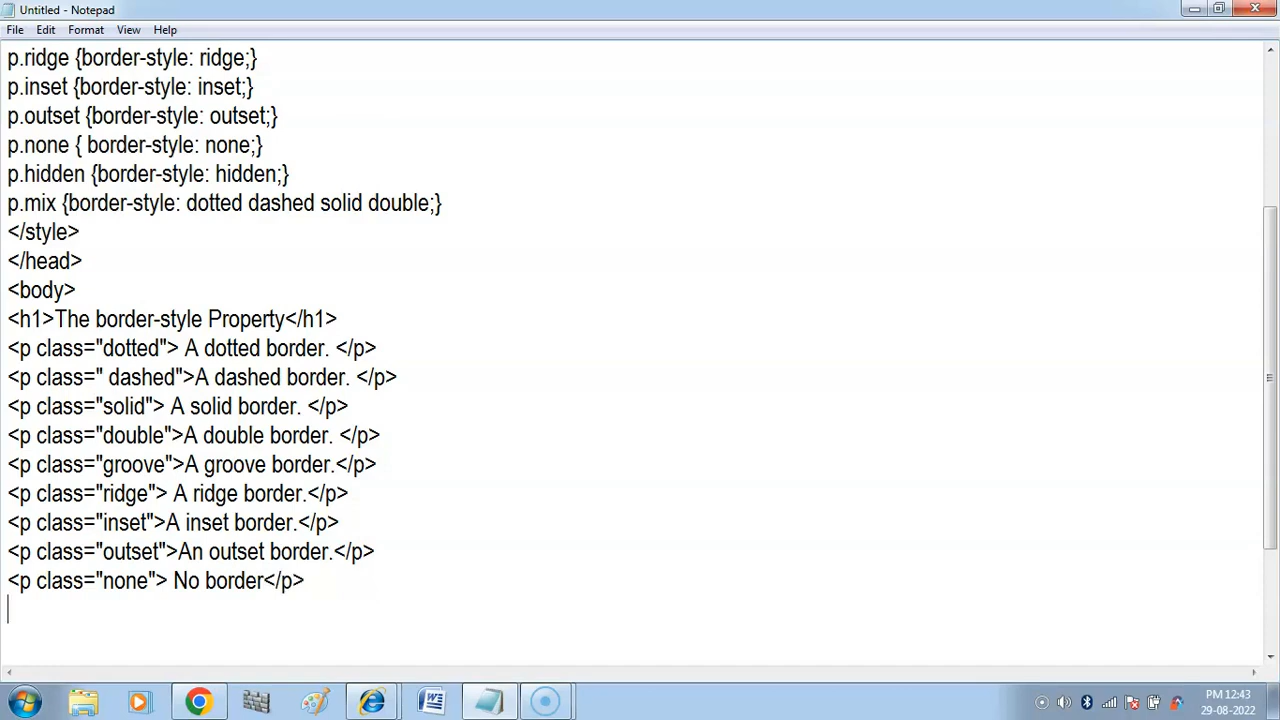 Untitled - Notepad
File Edit Format View Help
p.ridge {border-style: ridge;}
p.inset {border-style: inset;}
p.outset {border-style: outset;}
p.none { border-style: none;}
p.hidden {border-style: hidden;}
p.mix {border-style: dotted dashed solid double;}
</style>
</head>
<body>
<h1>The border-style Property</h1>
<p class="dotted"> A dotted border. </p>
<p class=" dashed">A dashed border. </p>
<p class="solid"> A solid border. </p>
<p class="double">A double border. </p>
<p class="groove">A groove border.</p>
<p class="ridge"> A ridge border.</p>
<p class="inset">A inset border.</p>
<p class="outset">An outset border.</p>
<p class="none"> No border</p>
PM 12:43
29-08-2022